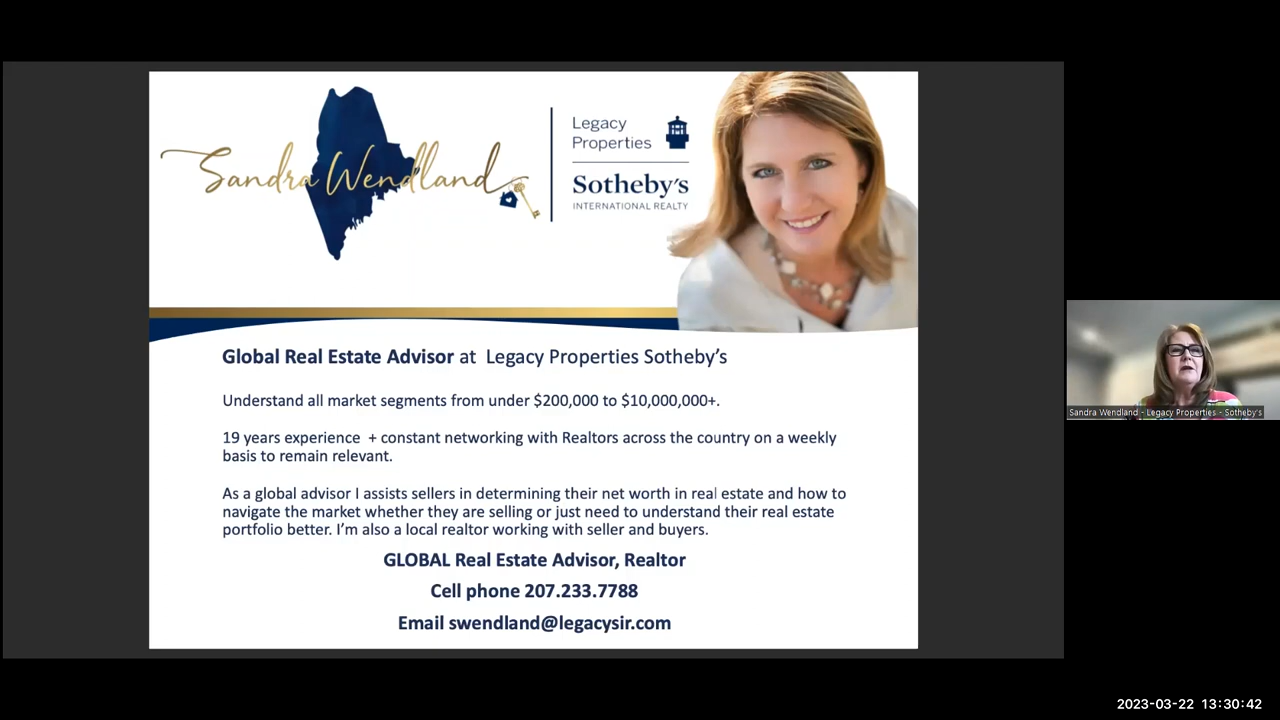 Sandra Wendland
Legacy
Properties
Sotheby's
INTERNATIONAL REALTY
Global Real Estate Advisor at Legacy Properties Sotheby's
Understand all market segments from under $200,000 to $10,000,000+.
19 years experience + constant networking with Realtors across the country on a weekly
basis to remain relevant.
As a global advisor I assists sellers in determining their net worth in real estate and how to
navigate the market whether they are selling or just need to understand their real estate
portfolio better. I'm also a local realtor working with seller and buyers.
GLOBAL Real Estate Advisor, Realtor
Cell phone 207.233.7788
Email swendland@legacysir.com
Sandra Wendland - Legacy Properties - Sotheby's
2023-03-22 13:30:42